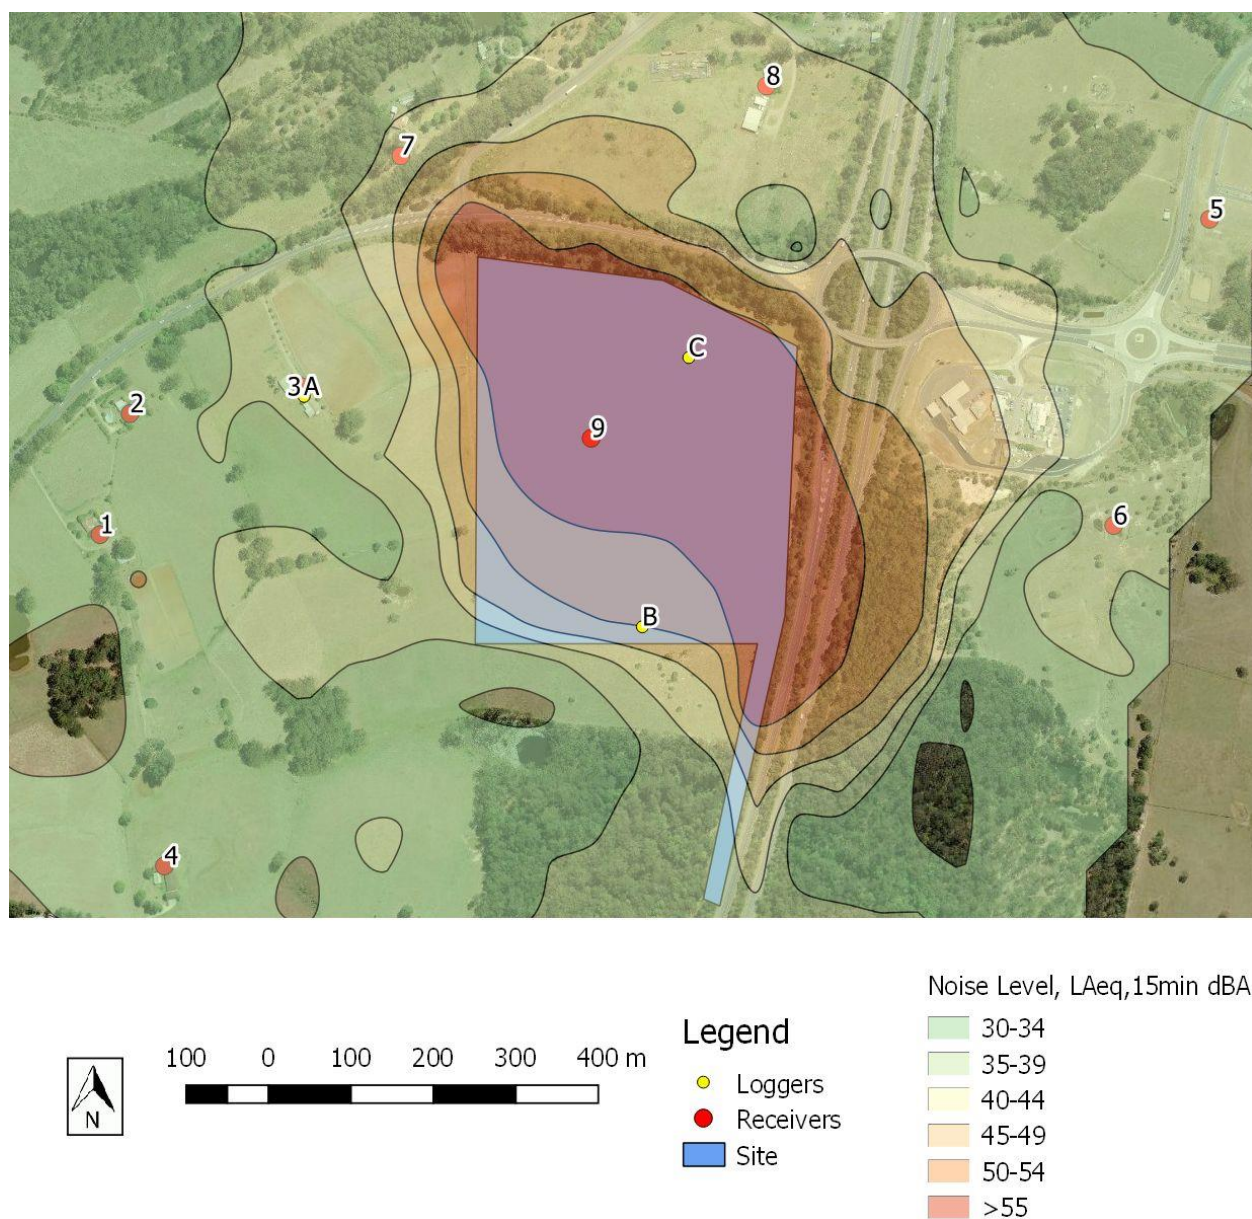 8
7
5
C
3A
2
9
1
6
B
4
Noise Level, LAeq,15min dBA
Legend
30-34
100 0 100 200 300 400 m
35-39
Loggers
40-44
N
Receivers
45-49
Site
50-54
>55